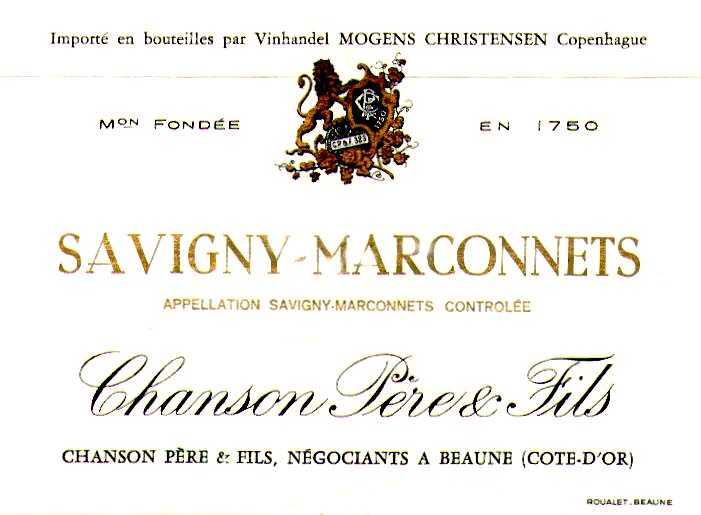 Importé en bouteilles par Vinhandel MOGENS CHRISTENSEN Copenhague
MON FONDÉE EN 1750
1750
SAVIGNY-MARCONNETS
APPELLATION SAVIGNY-MARCONNETS CONTROLÉE
Chanson Père & Fils
CHANSON PÈRE & FILS, NÉGOCIANTS A BEAUNE (COTE-D'OR)
ROUALET-BEAUNE